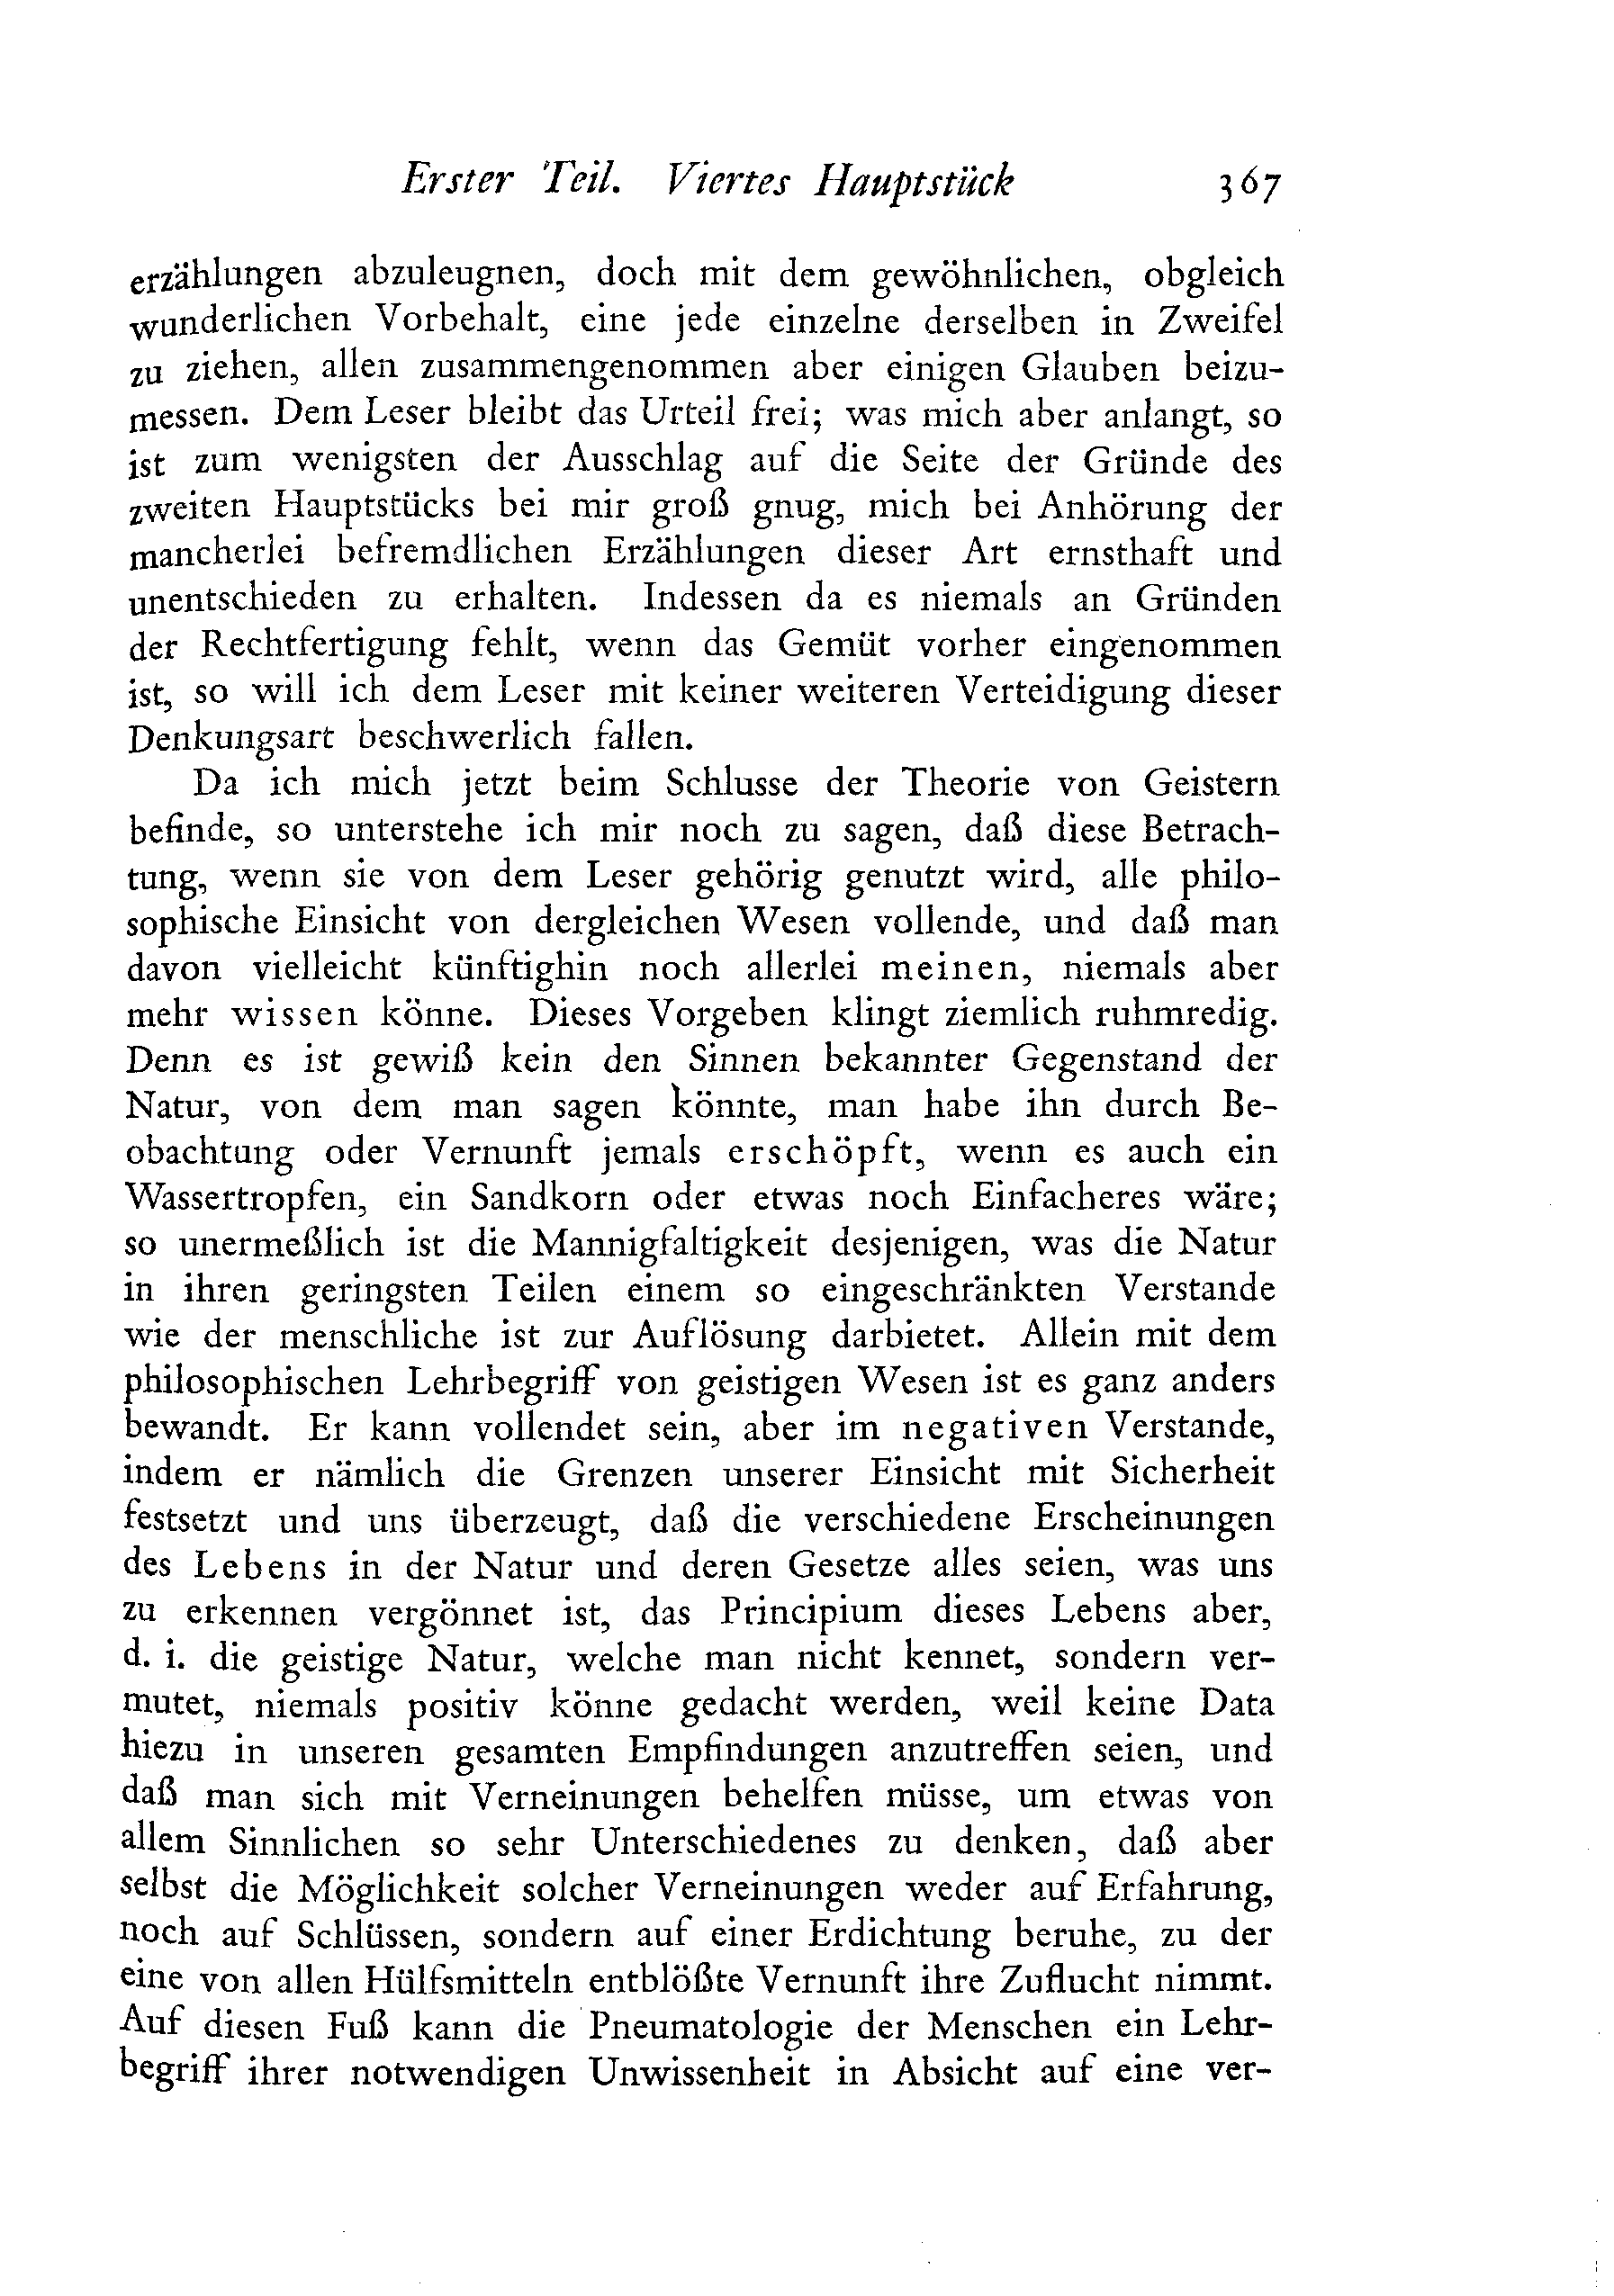 Erster Teil. Viertes Hauptstück 367
erzählungen abzuleugnen, doch mit dem gewöhnlichen, obgleich
wunderlichen Vorbehalt, eine jede einzelne derselben in Zweifel
zu ziehen, allen zusammengenommen aber einigen Glauben beizu-
messen. Dem Leser bleibt das Urteil frei; was mich aber anlangt, so
ist zum wenigsten der Ausschlag auf die Seite der Gründe des
zweiten Hauptstücks bei mir groß gnug, mich bei Anhörung der
mancherlei befremdlichen Erzählungen dieser Art ernsthaft und
unentschieden zu erhalten. Indessen da es niemals an Gründen
der Rechtfertigung fehlt, wenn das Gemüt vorher eingenommen
ist, so will ich dem Leser mit keiner weiteren Verteidigung dieser
Denkungsart beschwerlich fallen.
Da ich mich jetzt beim Schlusse der Theorie von Geistern
befinde, so unterstehe ich mir noch zu sagen, daß diese Betrach-
tung, wenn sie von dem Leser gehörig genutzt wird, alle philo-
sophische Einsicht von dergleichen Wesen vollende, und daß man
davon vielleicht künftighin noch allerlei meinen, niemals aber
mehr wissen könne. Dieses Vorgeben klingt ziemlich ruhmredig.
Denn es ist gewiß kein den Sinnen bekannter Gegenstand der
Natur, von dem man sagen könnte, man habe ihn durch Be-
obachtung oder Vernunft jemals erschöpft, wenn es auch ein
Wassertropfen, ein Sandkorn oder etwas noch Einfacheres wäre;
so unermeßlich ist die Mannigfaltigkeit desjenigen, was die Natur
in ihren geringsten Teilen einem so eingeschränkten Verstande
wie der menschliche ist zur Auflösung darbietet. Allein mit dem
philosophischen Lehrbegriff von geistigen Wesen ist es ganz anders
bewandt. Er kann vollendet sein, aber im negativen Verstande,
indem er nämlich die Grenzen unserer Einsicht mit Sicherheit
festsetzt und uns überzeugt, daß die verschiedene Erscheinungen
des Lebens in der Natur und deren Gesetze alles seien, was uns
zu erkennen vergönnet ist, das Principium dieses Lebens aber,
d. i. die geistige Natur, welche man nicht kennet, sondern ver-
mutet, niemals positiv könne gedacht werden, weil keine Data
hiezu in unseren gesamten Empfindungen anzutreffen seien, und
daß man sich mit Verneinungen behelfen müsse, um etwas von
allem Sinnlichen so sehr Unterschiedenes zu denken, daß aber
selbst die Möglichkeit solcher Verneinungen weder auf Erfahrung,
noch auf Schlüssen, sondern auf einer Erdichtung beruhe, zu der
eine von allen Hülfsmitteln entblößte Vernunft ihre Zuflucht nimmt.
Auf diesen Fuß kann die Pneumatologie der Menschen ein Lehr-
begriff ihrer notwendigen Unwissenheit in Absicht auf eine ver-